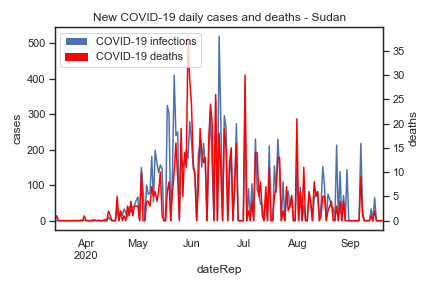 New COVID-19 daily cases and deaths - Sudan
COVID-19 infections
COVID-19 deaths
500
400
300
200
100
0
cases
35
30
25
20
15
10
5
0
deaths
Apr
2020
May
Jun
Jul
Aug
Sep
dateRep